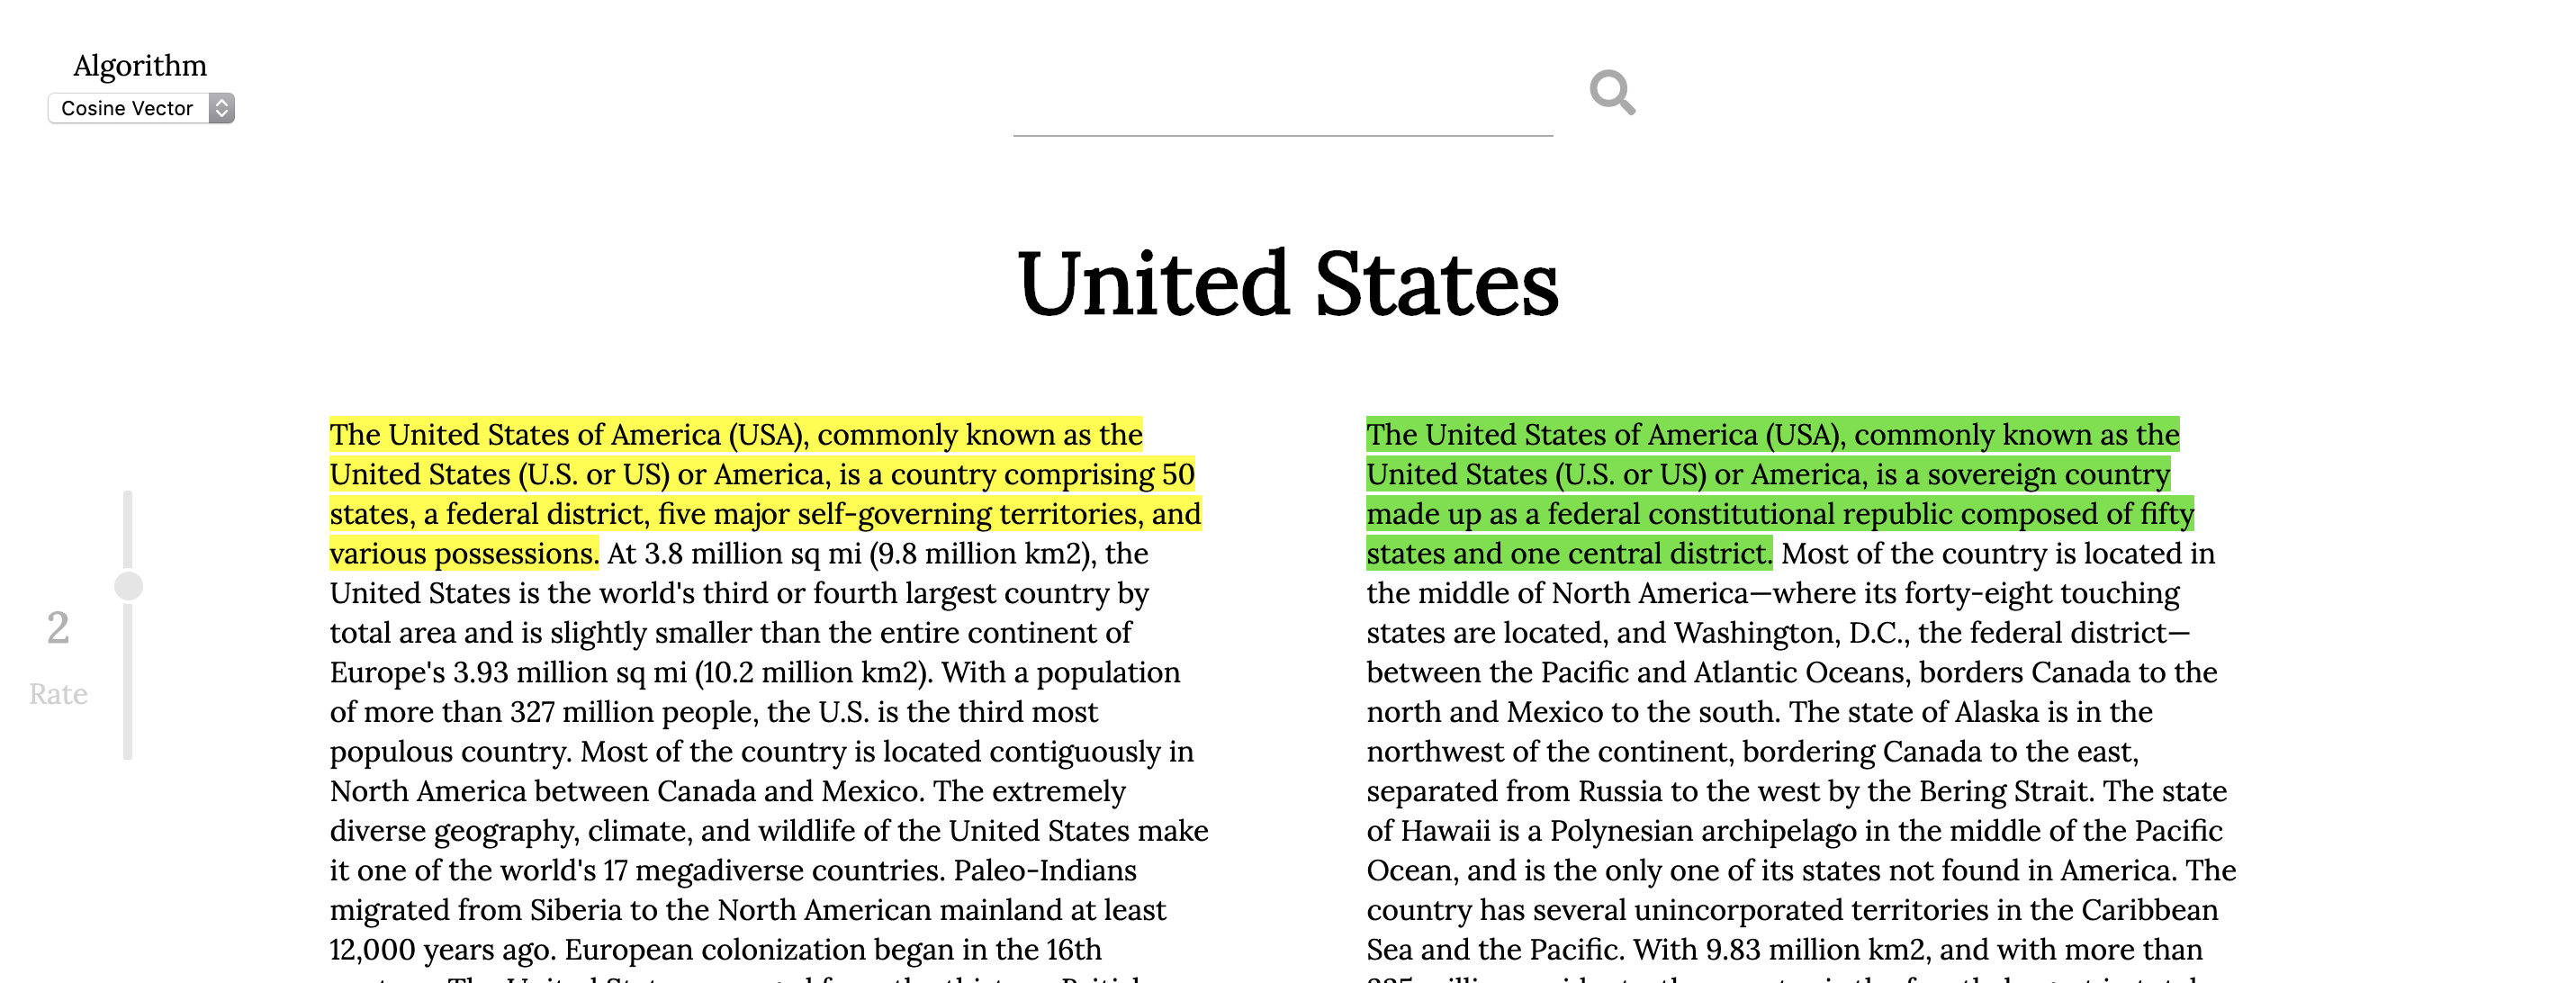 Algorithm
Cosine Vector
United States
The United States of America (USA), commonly known as the
United States (U.S. or US) or America, is a country comprising 50
states, a federal district, five major self-governing territories, and
various possessions. At 3.8 million sq mi (9.8 million km2), the
United States is the world's third or fourth largest country by
total area and is slightly smaller than the entire continent of
Europe's 3.93 million sq mi (10.2 million km2). With a population
of more than 327 million people, the U.S. is the third most
populous country. Most of the country is located contiguously in
North America between Canada and Mexico. The extremely
diverse geography, climate, and wildlife of the United States make
it one of the world's 17 megadiverse countries. Paleo-Indians
migrated from Siberia to the North American mainland at least
12,000 years ago. European colonization began in the 16th
The United States of America (USA), commonly known as the
United States (U.S. or US) or America, is a sovereign country
made up as a federal constitutional republic composed of fifty
states and one central district. Most of the country is located in
the middle of North America—where its forty-eight touching
states are located, and Washington, D.C., the federal district—
between the Pacific and Atlantic Oceans, borders Canada to the
north and Mexico to the south. The state of Alaska is in the
northwest of the continent, bordering Canada to the east,
separated from Russia to the west by the Bering Strait. The state
of Hawaii is a Polynesian archipelago in the middle of the Pacific
Ocean, and is the only one of its states not found in America. The
country has several unincorporated territories in the Caribbean
Sea and the Pacific. With 9.83 million km2, and with more than
2
Rate